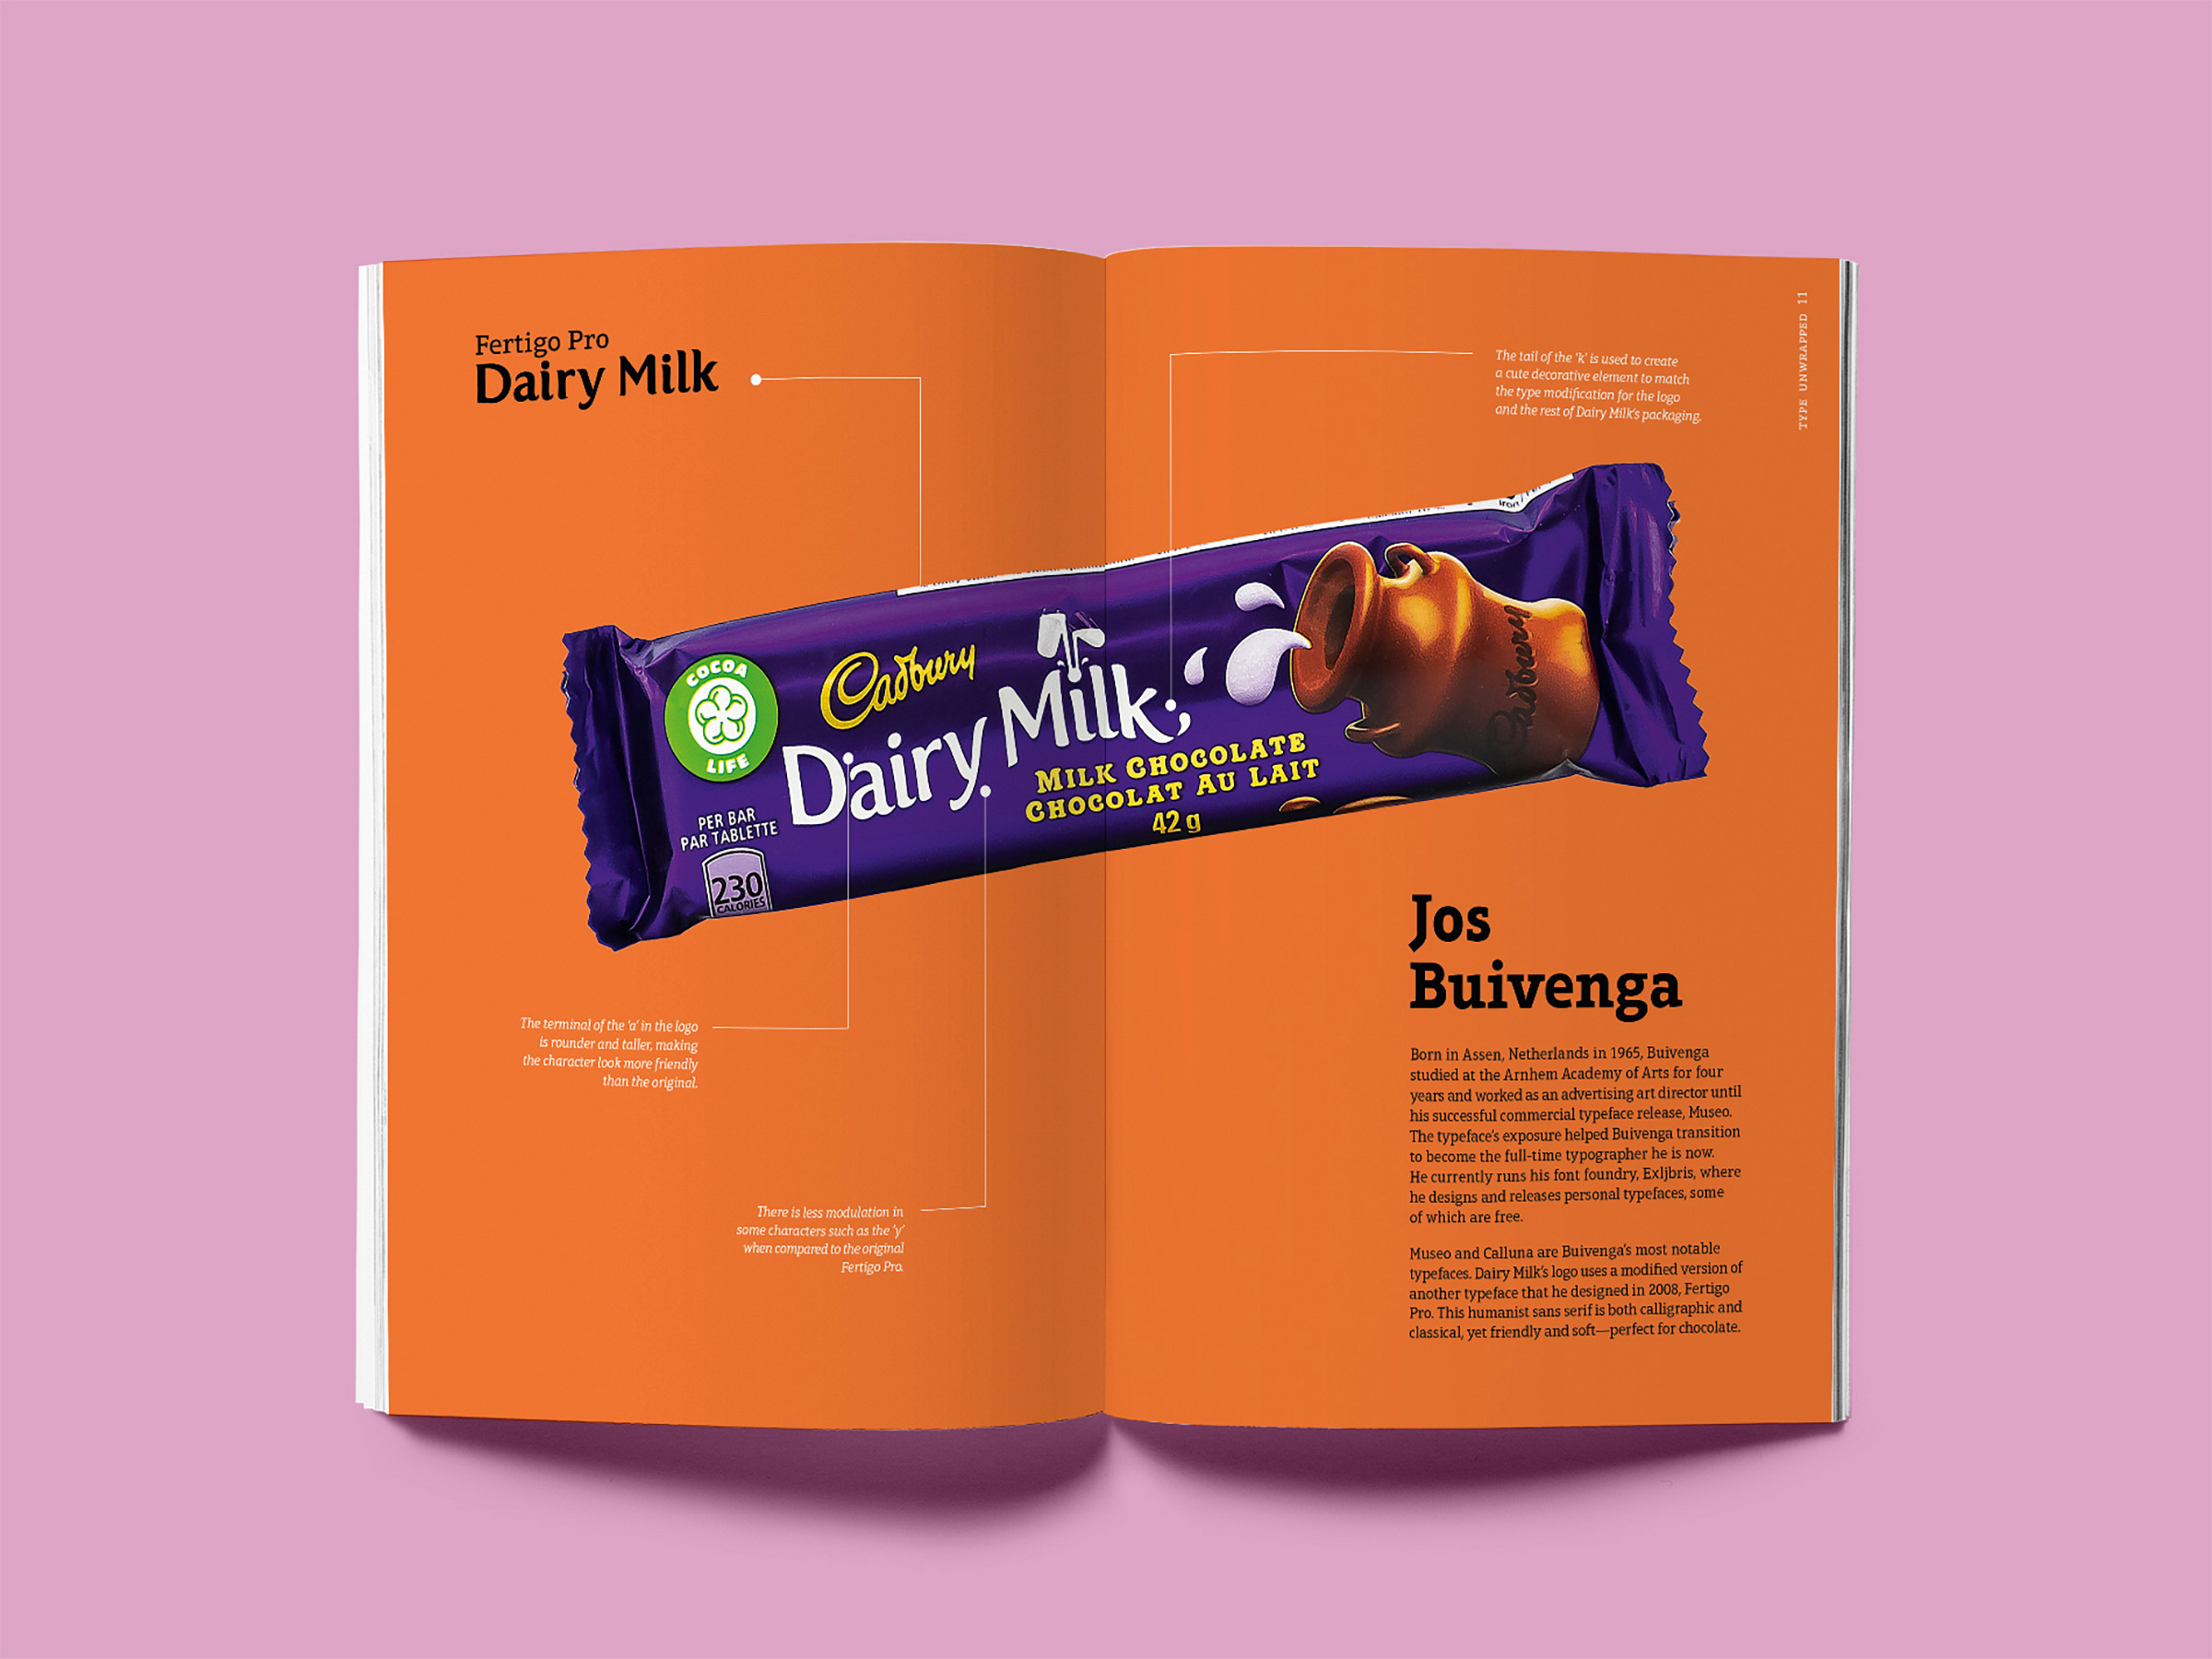 Fertigo Pro
Dairy Milk
The tail of the ‘k’ is used to create
a cute decorative element to match
the type modification for the logo
and the rest of Dairy Milk’s packaging.
TYPE UNWRAPPED 11
COCOA
LIFE
Cadbury
Dairy Milk
MILK CHOCOLATE
CHOCOLAT AU LAIT
42 g
Cadbury
PER BAR
PAR TABLETTE
230
CALORIES
The terminal of the ‘a’ in the logo
is rounder and taller, making
the character look more friendly
than the original.
There is less modulation in
some characters such as the ‘y’
when compared to the original
Fertigo Pro.
Jos
Buivenga
Born in Assen, Netherlands in 1965, Buivenga
studied at the Arnhem Academy of Arts for four
years and worked as an advertising art director until
his successful commercial typeface release, Museo.
The typeface’s exposure helped Buivenga transition
to become the full-time typographer he is now.
He currently runs his font foundry, Exljbris, where
he designs and releases personal typefaces, some
of which are free.
Museo and Calluna are Buivenga’s most notable
typefaces. Dairy Milk’s logo uses a modified version of
another typeface that he designed in 2008, Fertigo
Pro. This humanist sans serif is both calligraphic and
classical, yet friendly and soft—perfect for chocolate.